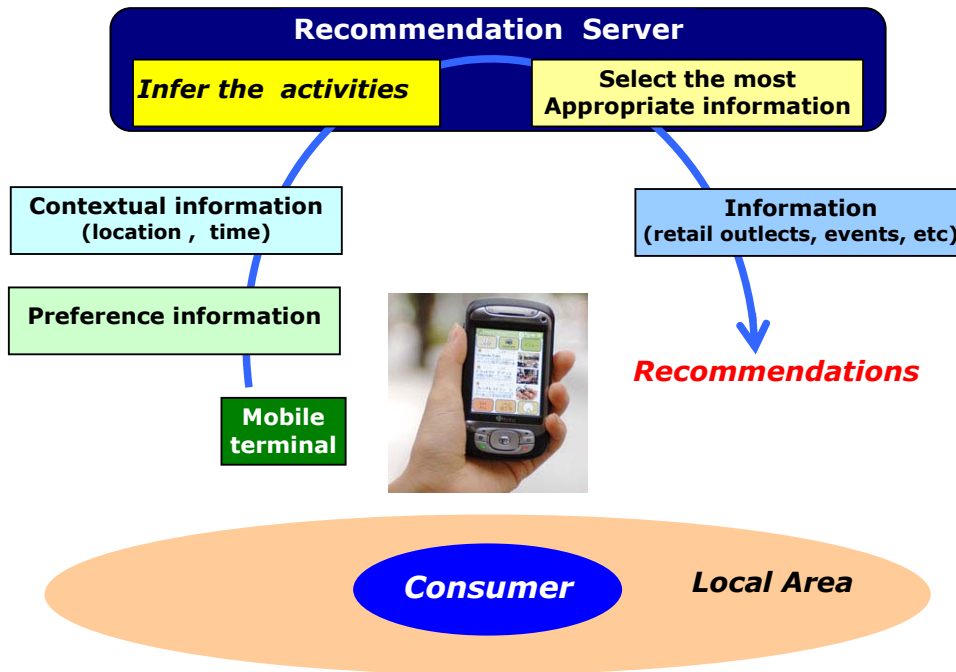 Recommendation Server
Infer the activities
Select the most
Appropriate information
Contextual information
(location , time)
Information
(retail outlects, events, etc)
Preference information
Recommendations
Mobile
terminal
Consumer
Local Area